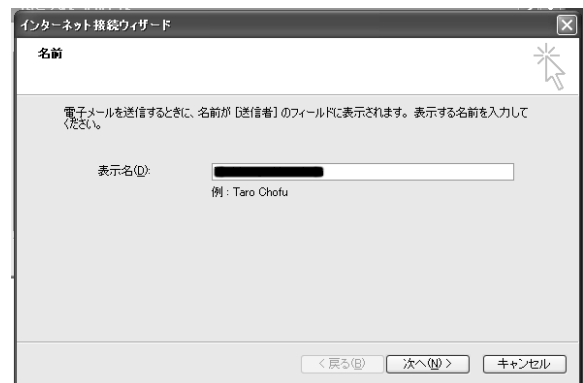 インターネット接続ウィザード
名前
電子メールを送信するときに、名前が [送信者] のフィールドに表示されます。表示する名前を入力して
ください。
表示名(D):
例 : Taro Chofu
< 戻る(B)
次へ(N) >
キャンセル